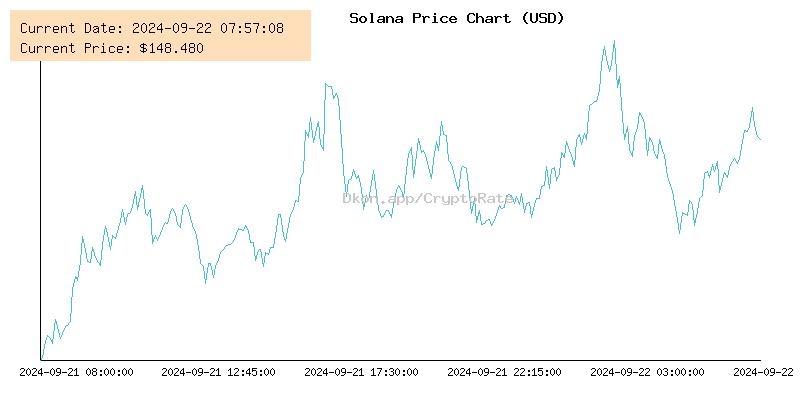 Solana Price Chart (USD)
Current Date: 2024-09-22 07:57:08
Current Price: $148.480
Dkon.app/CryptoRates
2024-09-21 08:00:00
2024-09-21 12:45:00
2024-09-21 17:30:00
2024-09-21 22:15:00
2024-09-22 03:00:00
2024-09-22